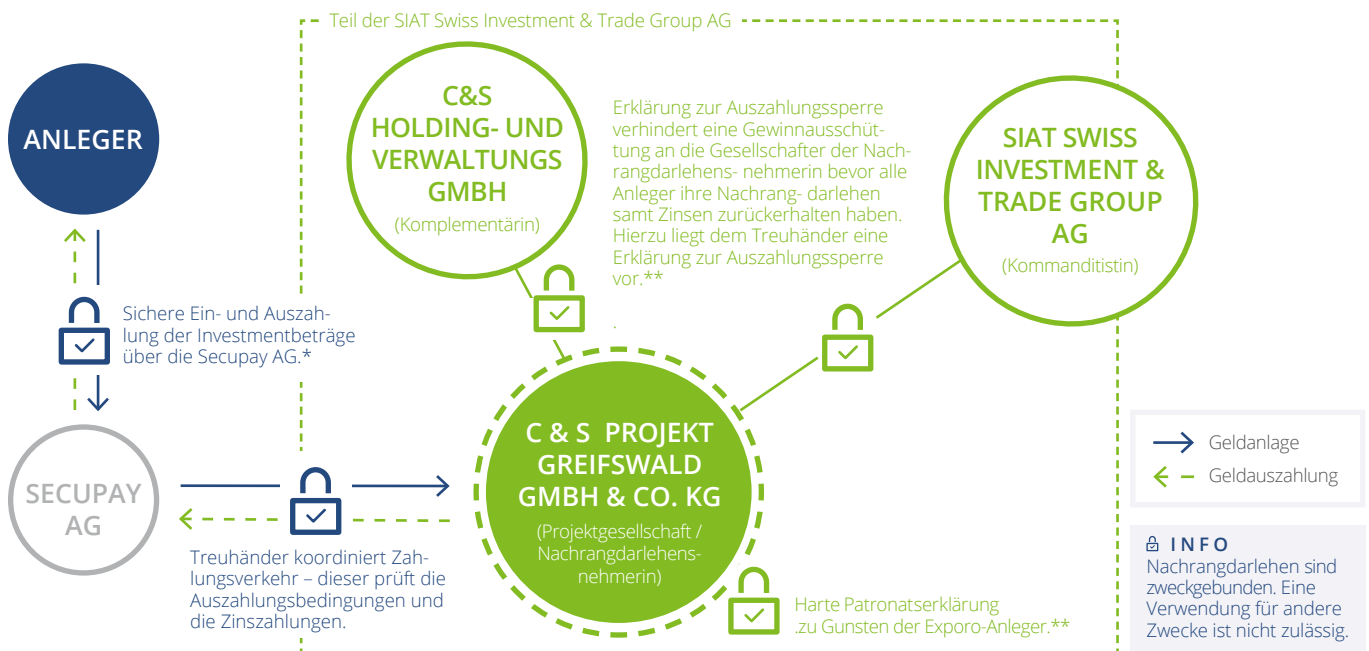 Teil der SIAT Swiss Investment & Trade Group AG
ANLEGER
C&S
HOLDING- UND
VERWALTUNGS
GMBH
(Komplementärin)
Erklärung zur Auszahlungssperre
verhindert eine Gewinnausschüt-
tung an die Gesellschafter der Nach-
rangdarlehens- nehmerin bevor alle
Anleger ihre Nachrang- darlehen
samt Zinsen zurückerhalten haben.
Hierzu liegt dem Treuhänder eine
Erklärung zur Auszahlungssperre
vor.**
.
SIAT SWISS
INVESTMENT &
TRADE GROUP
AG
(Kommanditistin)
Sichere Ein- und Auszah-
lung der Investmentbeträge
über die Secupay AG.*
SECUPAY
AG
Treuhänder koordiniert Zah-
lungsverkehr – dieser prüft die
Auszahlungsbedingungen und
die Zinszahlungen.
C & S PROJEKT
GREIFSWALD
GMBH & CO. KG
(Projektgesellschaft /
Nachrangdarlehens-
nehmerin)
Harte Patronatserklärung
.zu Gunsten der Exporo-Anleger.**
Geldanlage
Geldauszahlung
INFO
Nachrangdarlehen sind
zweckgebunden. Eine
Verwendung für andere
Zwecke ist nicht zulässig.